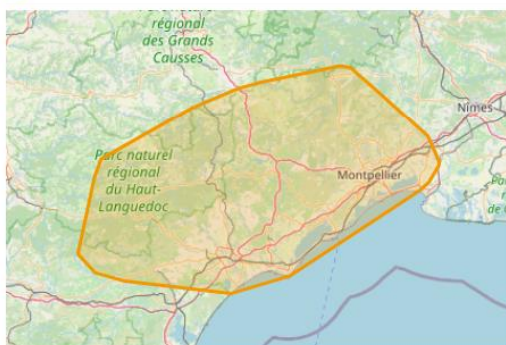 régional
des Grands
Causses
Nîmes
Parc naturel
régional
du Haut-
Languedoc
Montpellier